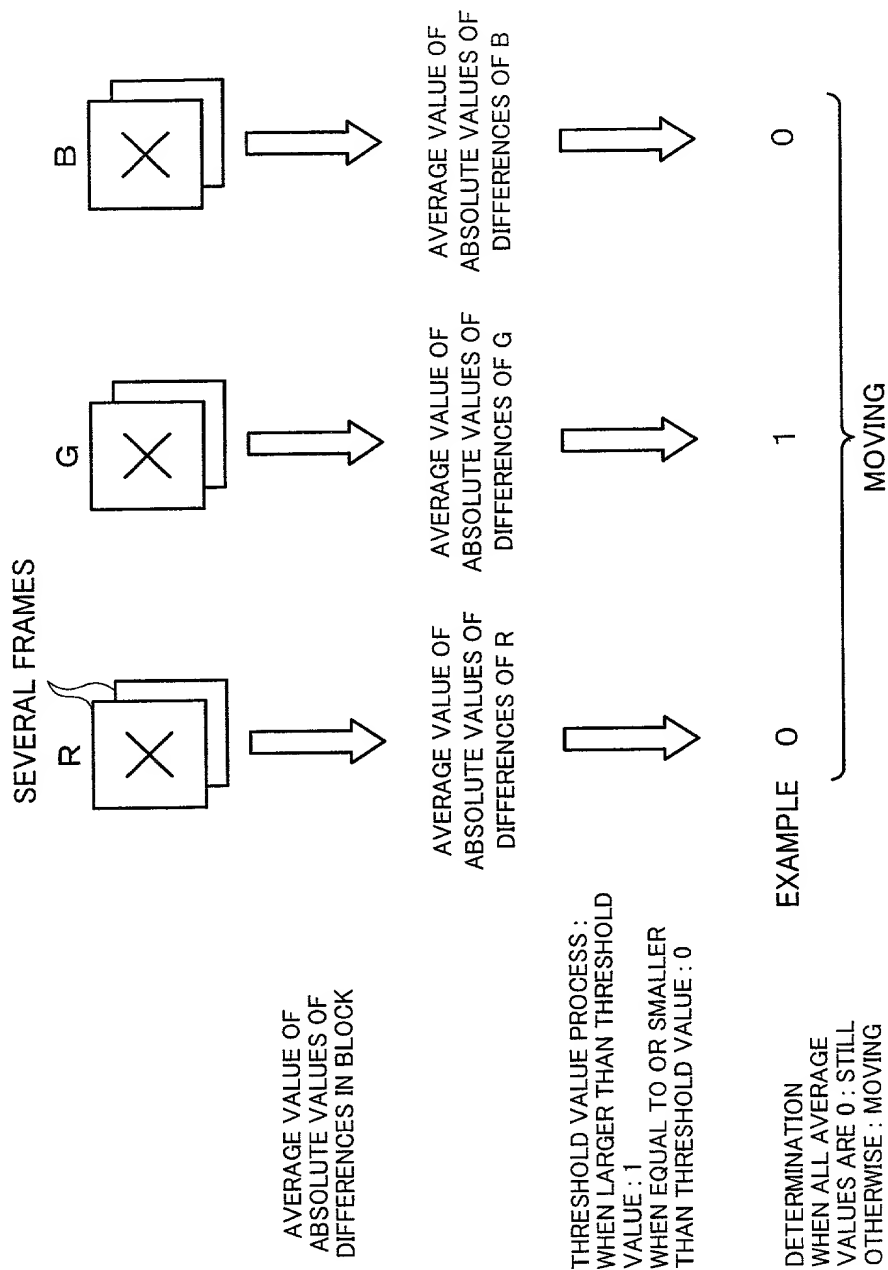 SEVERAL FRAMES
R
G
B
AVERAGE VALUE OF
ABSOLUTE VALUES OF
DIFFERENCES IN BLOCK
AVERAGE VALUE OF
ABSOLUTE VALUES OF
DIFFERENCES OF R
AVERAGE VALUE OF
ABSOLUTE VALUES OF
DIFFERENCES OF G
AVERAGE VALUE OF
ABSOLUTE VALUES OF
DIFFERENCES OF B
THRESHOLD VALUE PROCESS :
WHEN LARGER THAN THRESHOLD
VALUE : 1
WHEN EQUAL TO OR SMALLER
THAN THRESHOLD VALUE : 0
DETERMINATION
WHEN ALL AVERAGE
VALUES ARE 0 : STILL
OTHERWISE : MOVING
EXAMPLE 0
1
0
MOVING